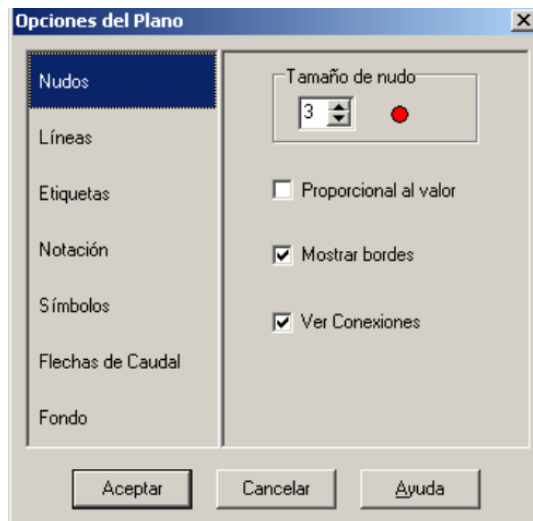 Opciones del Plano
Nudos
Líneas
Etiquetas
Notación
Símbolos
Flechas de Caudal
Fondo
Tamaño de nudo
3
Proporcional al valor
Mostrar bordes
Ver Conexiones
Aceptar
Cancelar
Ayuda